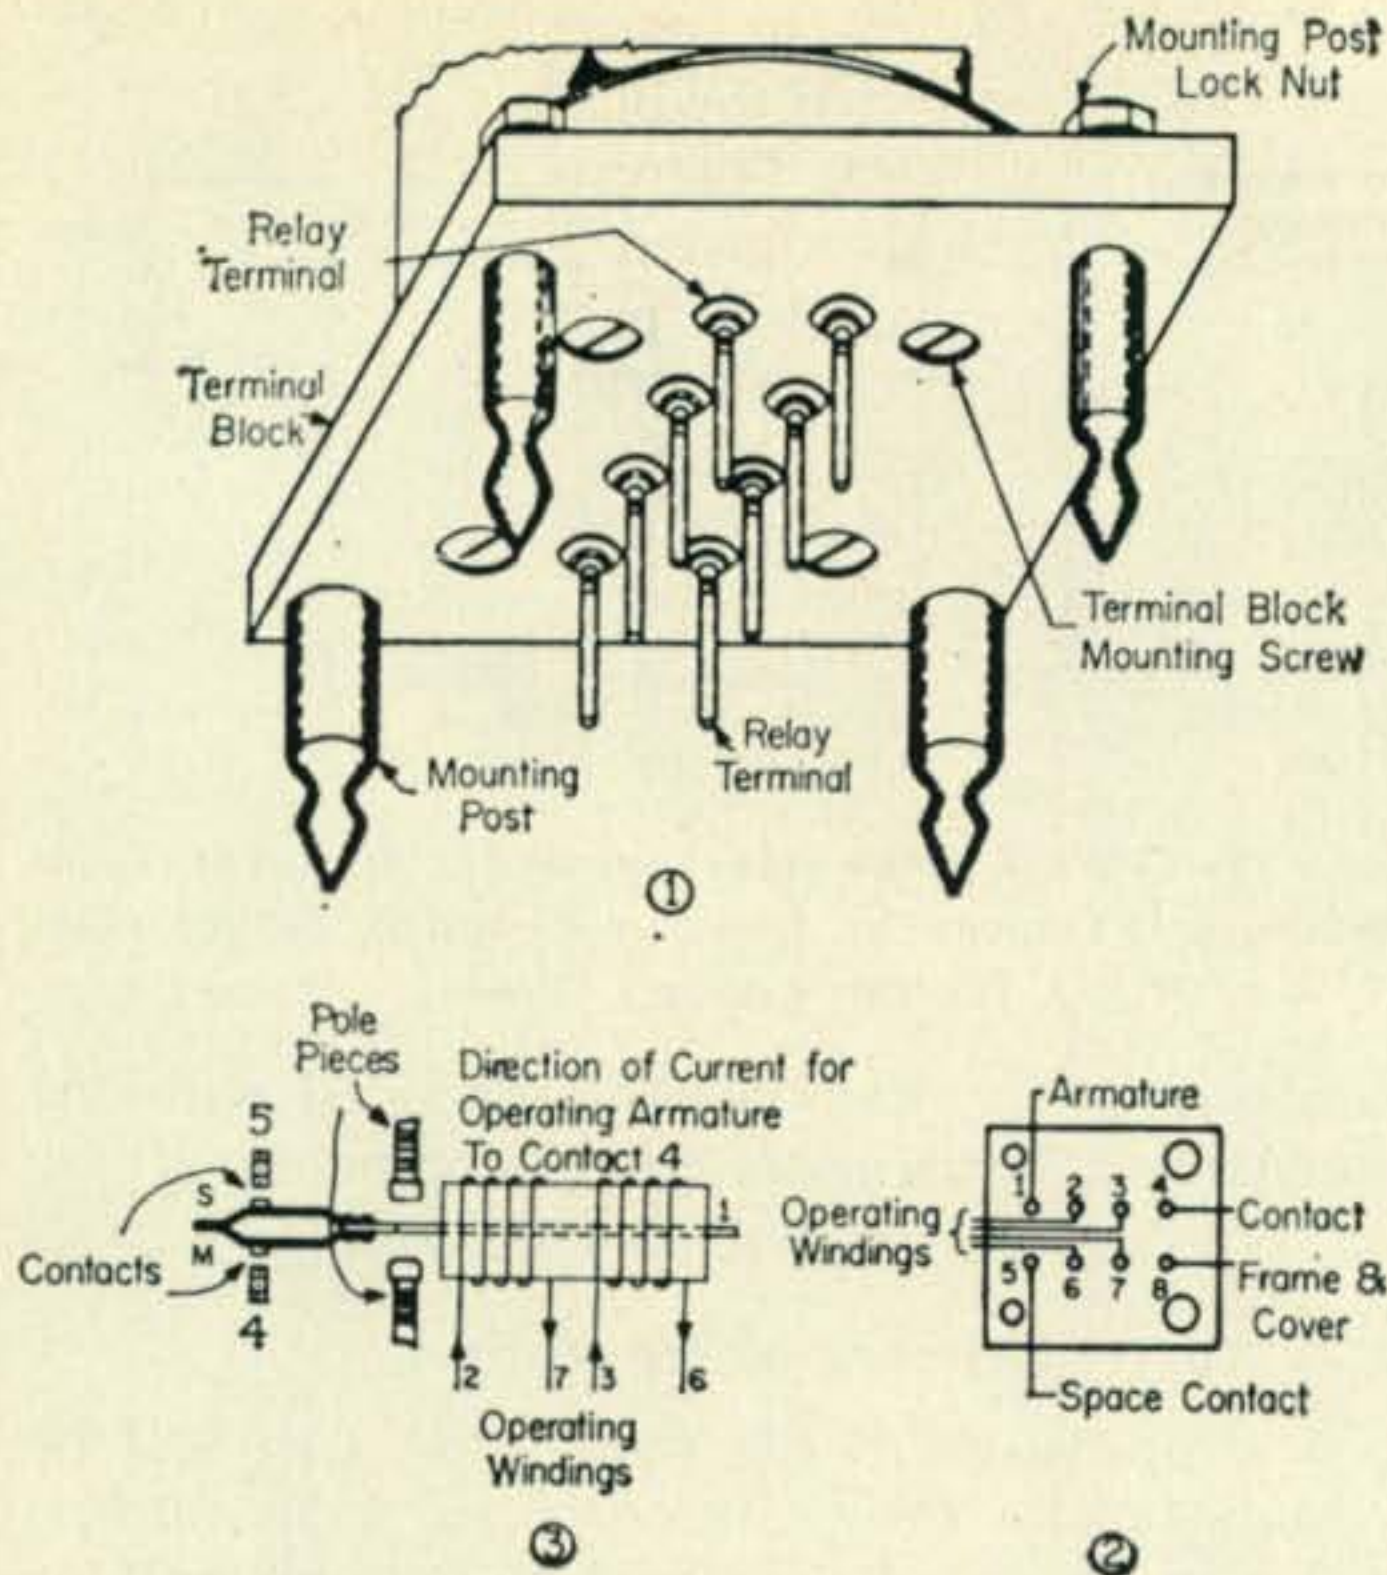 Mounting Post
Lock Nut
Relay
Terminal
Terminal
Block
Terminal Block
Mounting Screw
Relay
Terminal
Mounting
Post
1
Pole
Pieces
Direction of Current for
Operating Armature
To Contact 4
5
S
M
Contacts
4
1
2 7 3 6
Operating
Windings
3
Armature
1 2 3 4
Operating
Windings
Contact
5 6 7 8
Frame &
Cover
Space Contact
2